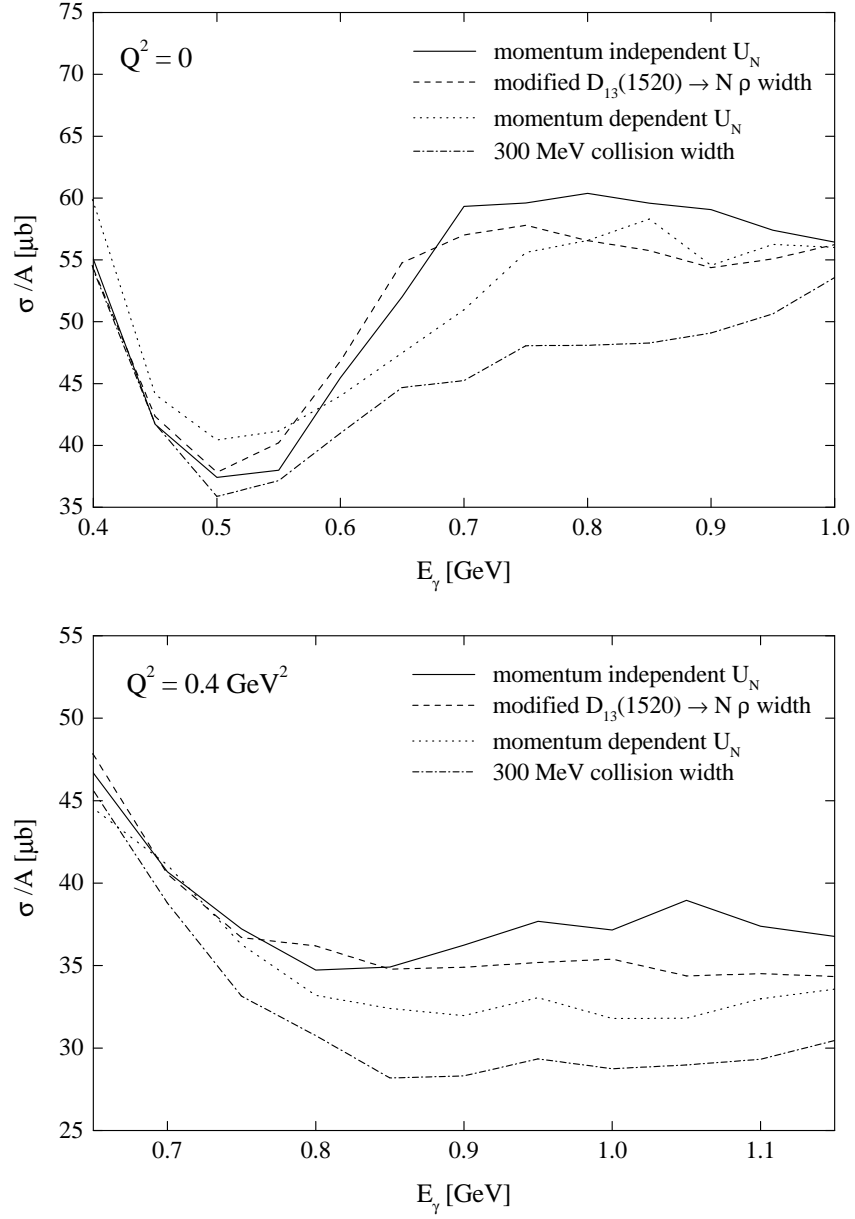 80
75
70
65
60
55
50
45
40
35
σ /A [μb]
Q² = 0
momentum independent U_N
modified D₁₃(1520) → N ρ width
momentum dependent U_N
300 MeV collision width
0.4 0.5 0.6 0.7 0.8 0.9 1.0
E_γ [GeV]
55
50
45
40
35
30
25
σ /A [μb]
Q² = 0.4 GeV²
momentum independent U_N
modified D₁₃(1520) → N ρ width
momentum dependent U_N
300 MeV collision width
0.7 0.8 0.9 1.0 1.1
E_γ [GeV]